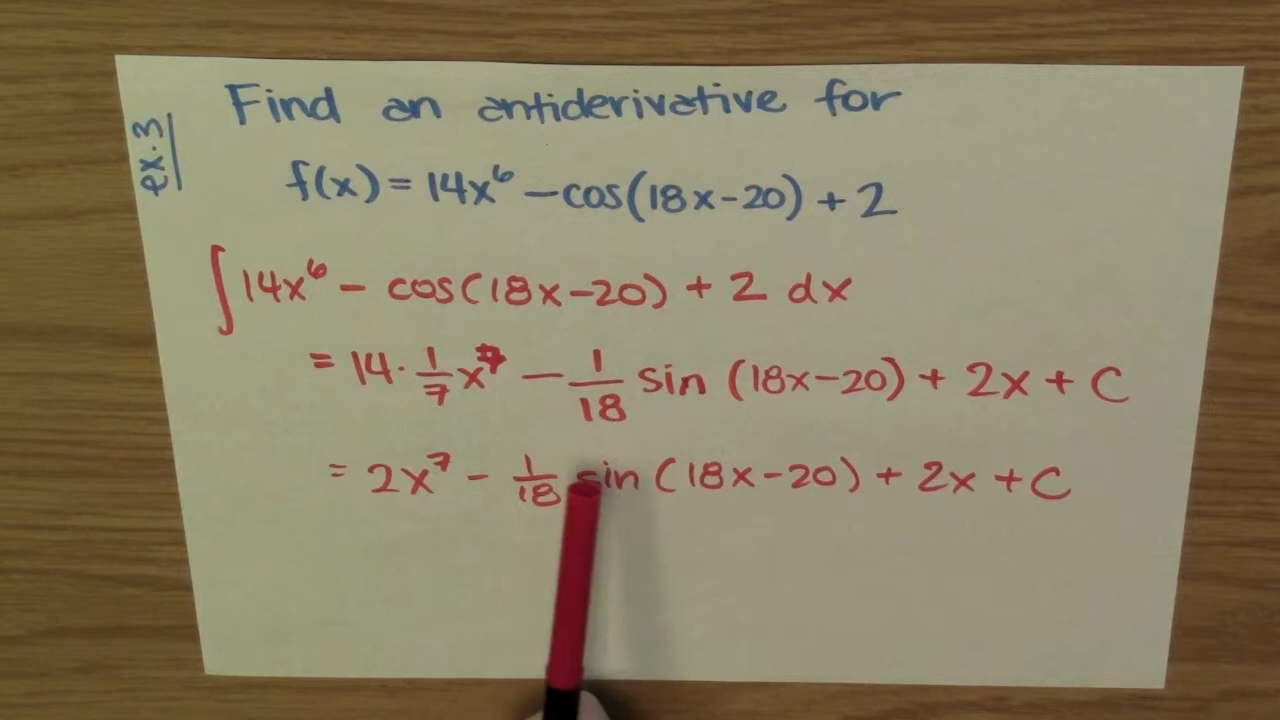 ex. 3
Find an antiderivative for
f(x) = 14x⁶ - cos(18x-20) + 2
∫14x⁶ - cos(18x-20) + 2 dx
= 14 · 1/7 x⁷ - 1/18 sin (18x-20) + 2x + C
= 2x⁷ - 1/18 sin (18x-20) + 2x + C